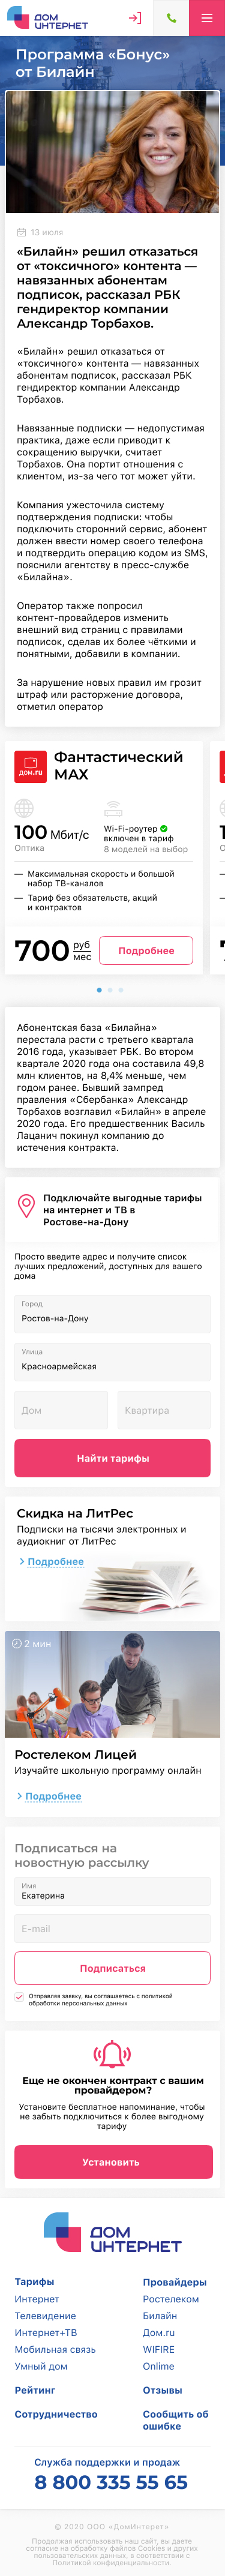 ДОМ
ИНТЕРНЕТ
Программа «Бонус»
от Билайн
13 июля
«Билайн» решил отказаться
от «токсичного» контента —
навязанных абонентам
подписок, рассказал РБК
гендиректор компании
Александр Торбахов.
«Билайн» решил отказаться от
«токсичного» контента — навязанных
абонентам подписок, рассказал РБК
гендиректор компании Александр
Торбахов.
Навязанные подписки — недопустимая
практика, даже если приводит к
сокращению выручки, считает
Торбахов. Она портит отношения с
клиентом, из-за чего тот может уйти.
Компания ужесточила систему
подтверждения подписки: чтобы
подключить сторонний сервис, абонент
должен ввести номер своего телефона
и подтвердить операцию кодом из SMS,
пояснили агентству в пресс-службе
«Билайна».
Оператор также попросил
контент-провайдеров изменить
внешний вид страниц с правилами
подписок, сделав их более чёткими и
понятными, добавили в компании.
За нарушение новых правил им грозит
штраф или расторжение договора,
отметил оператор
дом.ru
Фантастический
MAX
100 Мбит/с
Оптика
Wi-Fi-роутер
включен в тариф
8 моделей на выбор
— Максимальная скорость и большой
набор ТВ-каналов
— Тариф без обязательств, акций
и контрактов
700 руб
мес
Подробнее
Абонентская база «Билайна»
перестала расти с третьего квартала
2016 года, указывает РБК. Во втором
квартале 2020 года она составила 49,8
млн клиентов, на 8,4% меньше, чем
годом ранее. Бывший зампред
правления «Сбербанка» Александр
Торбахов возглавил «Билайн» в апреле
2020 года. Его предшественник Василь
Лацанич покинул компанию до
истечения контракта.
Подключайте выгодные тарифы
на интернет и ТВ в
Ростове-на-Дону
Просто введите адрес и получите список
лучших предложений, доступных для вашего
дома
Город
Ростов-на-Дону
Улица
Красноармейская
Дом
Квартира
Найти тарифы
Скидка на ЛитРес
Подписки на тысячи электронных и
аудиокниг от ЛитРес
Подробнее
2 мин
Ростелеком Лицей
Изучайте школьную программу онлайн
Подробнее
Подписаться на
новостную рассылку
Имя
Екатерина
E-mail
Подписаться
Отправляя заявку, вы соглашаетесь с политикой
обработки персональных данных
Еще не окончен контракт с вашим
провайдером?
Установите бесплатное напоминание, чтобы
не забыть подключиться к более выгодному
тарифу
Установить
ДОМ
ИНТЕРНЕТ
Тарифы
Интернет
Телевидение
Интернет+ТВ
Мобильная связь
Умный дом
Рейтинг
Сотрудничество
Провайдеры
Ростелеком
Билайн
Дом.ru
WIFIRE
Onlime
Отзывы
Сообщить об
ошибке
Служба поддержки и продаж
8 800 335 55 65
© 2020 ООО «ДомИнтернет»
Продолжая использовать наш сайт, вы даете
согласие на обработку файлов Cookies и других
пользовательских данных, в соответствии с
Политикой конфиденциальности.